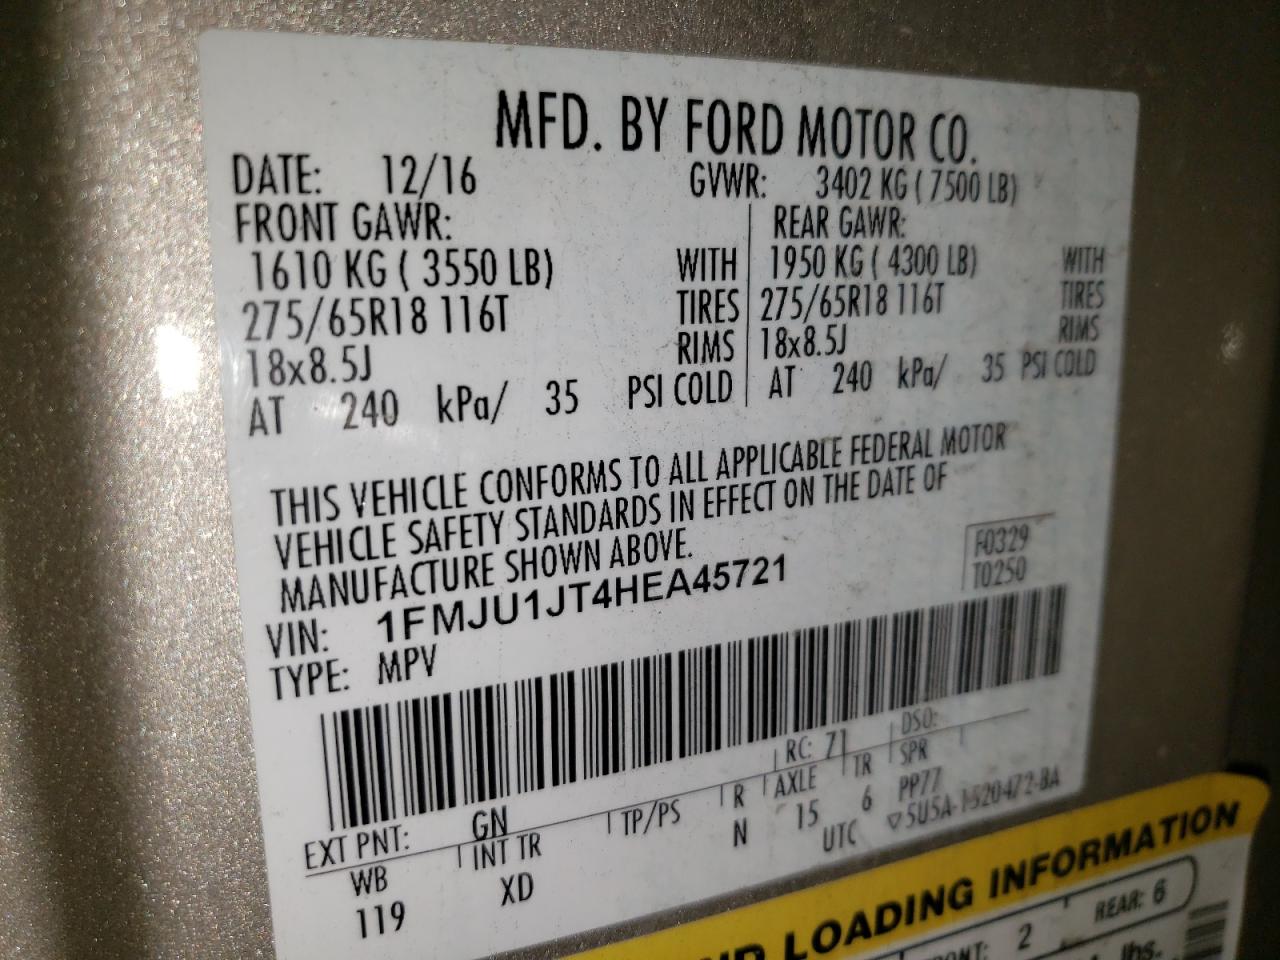 MFD. BY FORD MOTOR CO.
DATE: 12/16 GVWR: 3402 KG ( 7500 LB)
FRONT GAWR: REAR GAWR:
1610 KG ( 3550 LB) WITH 1950 KG ( 4300 LB) WITH
275/65R18 116T TIRES 275/65R18 116T TIRES
18x8.5J RIMS 18x8.5J RIMS
AT 240 kPa/ 35 PSI COLD AT 240 kPa/ 35 PSI COLD
THIS VEHICLE CONFORMS TO ALL APPLICABLE FEDERAL MOTOR
VEHICLE SAFETY STANDARDS IN EFFECT ON THE DATE OF
MANUFACTURE SHOWN ABOVE.
F0329
T0250
VIN: 1FMJU1JT4HEA45721
TYPE: MPV
EXT PNT: GN RC: 71 DSO:
WB INT TR TP/PS R AXLE TR SPR
119 XD N 15 6 PP77
UTC ▽5U5A-1520472-BA
LOADING INFORMATION
2 REAR: 6
lbs.